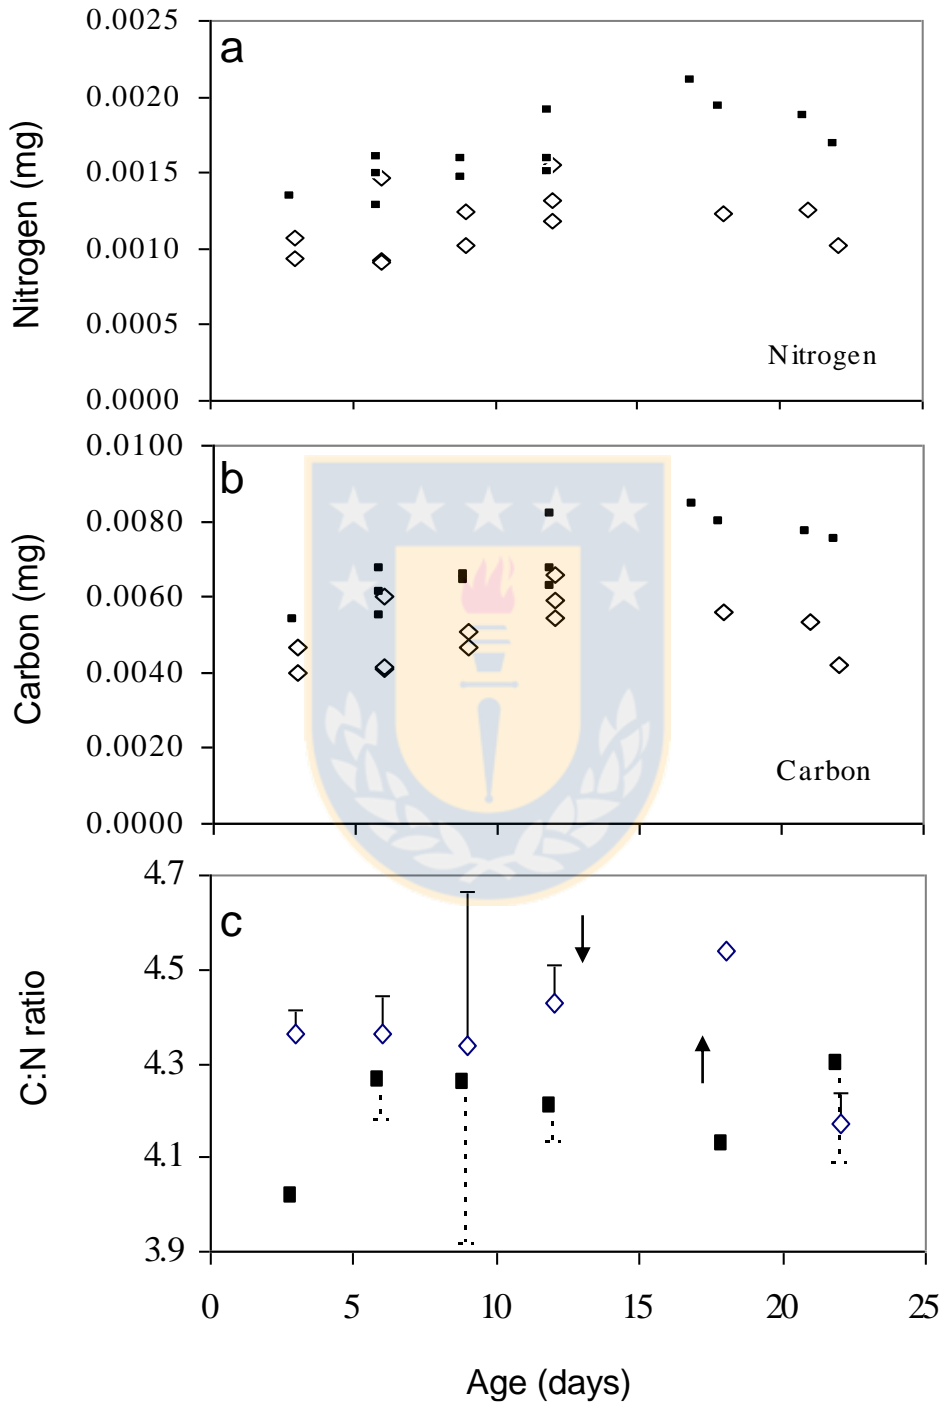 0.0025
a
0.0020
0.0015
0.0010
0.0005
0.0000
Nitrogen (mg)
Nitrogen
0.0100
b
0.0080
0.0060
0.0040
0.0020
0.0000
Carbon (mg)
Carbon
4.7
c
4.5
4.3
4.1
3.9
C:N ratio
0 5 10 15 20 25
Age (days)